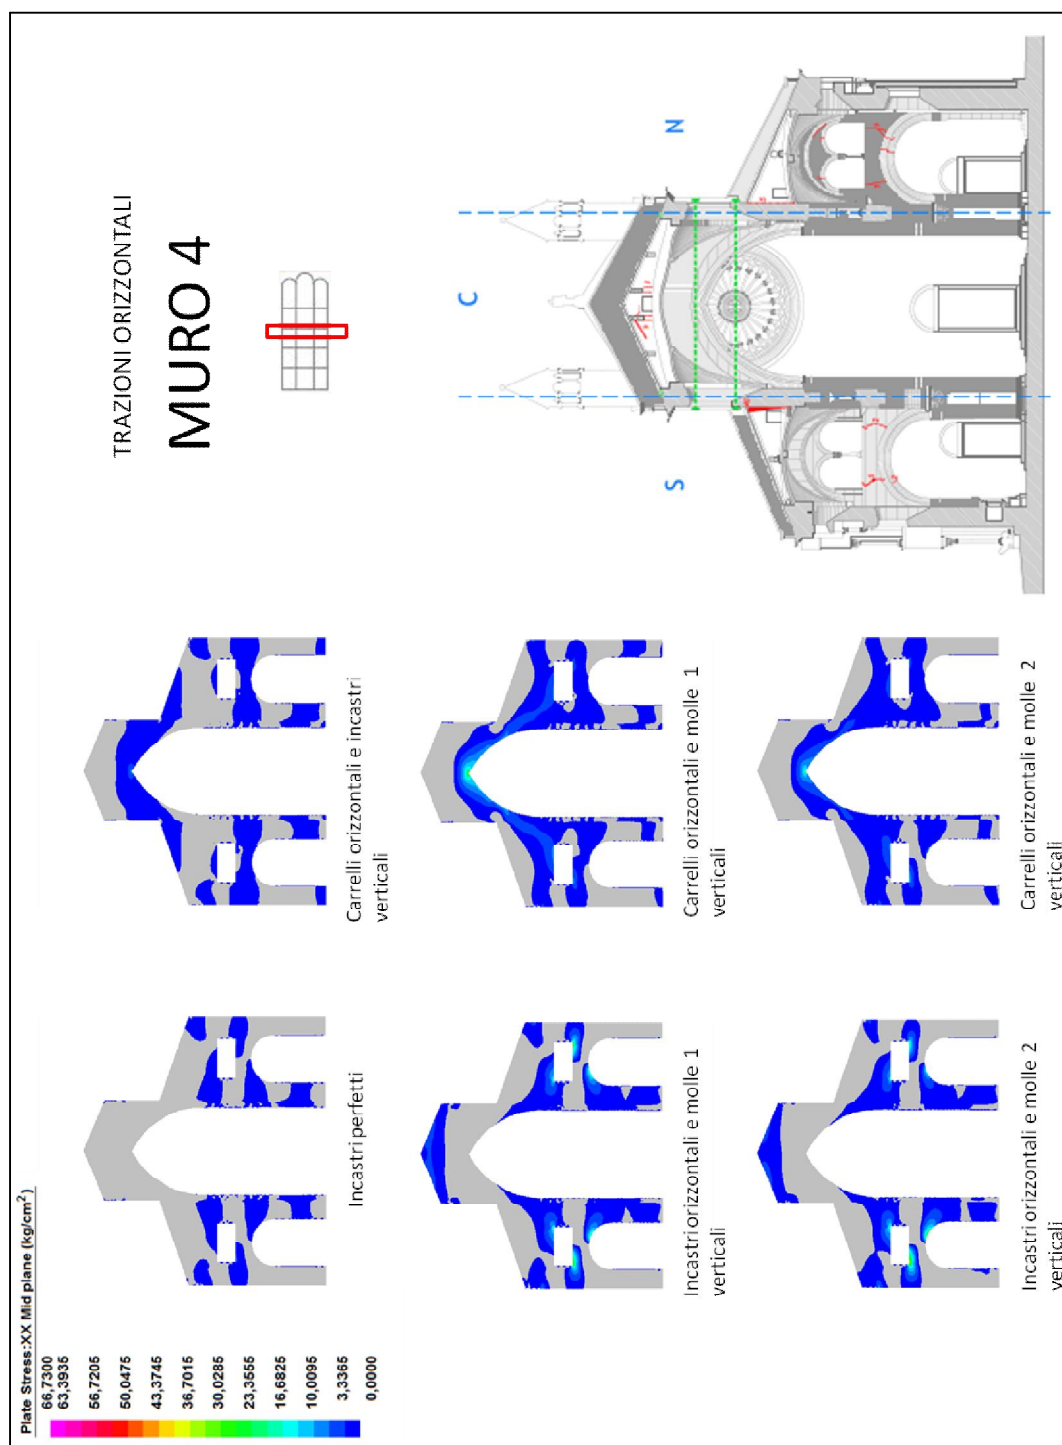 TRAZIONI ORIZZONTALI
MURO 4
Plate Stress:XX Mid plane (kg/cm²)
66,7300
63,3935
56,7205
50,0475
43,3745
36,7015
30,0285
23,3555
16,6825
10,0095
3,3365
0,0000
Incastri perfetti
Carrelli orizzontali e incastri
verticali
Incastri orizzontali e molle 1
verticali
Carrelli orizzontali e molle 1
verticali
Incastri orizzontali e molle 2
verticali
Carrelli orizzontali e molle 2
verticali
S
C
N